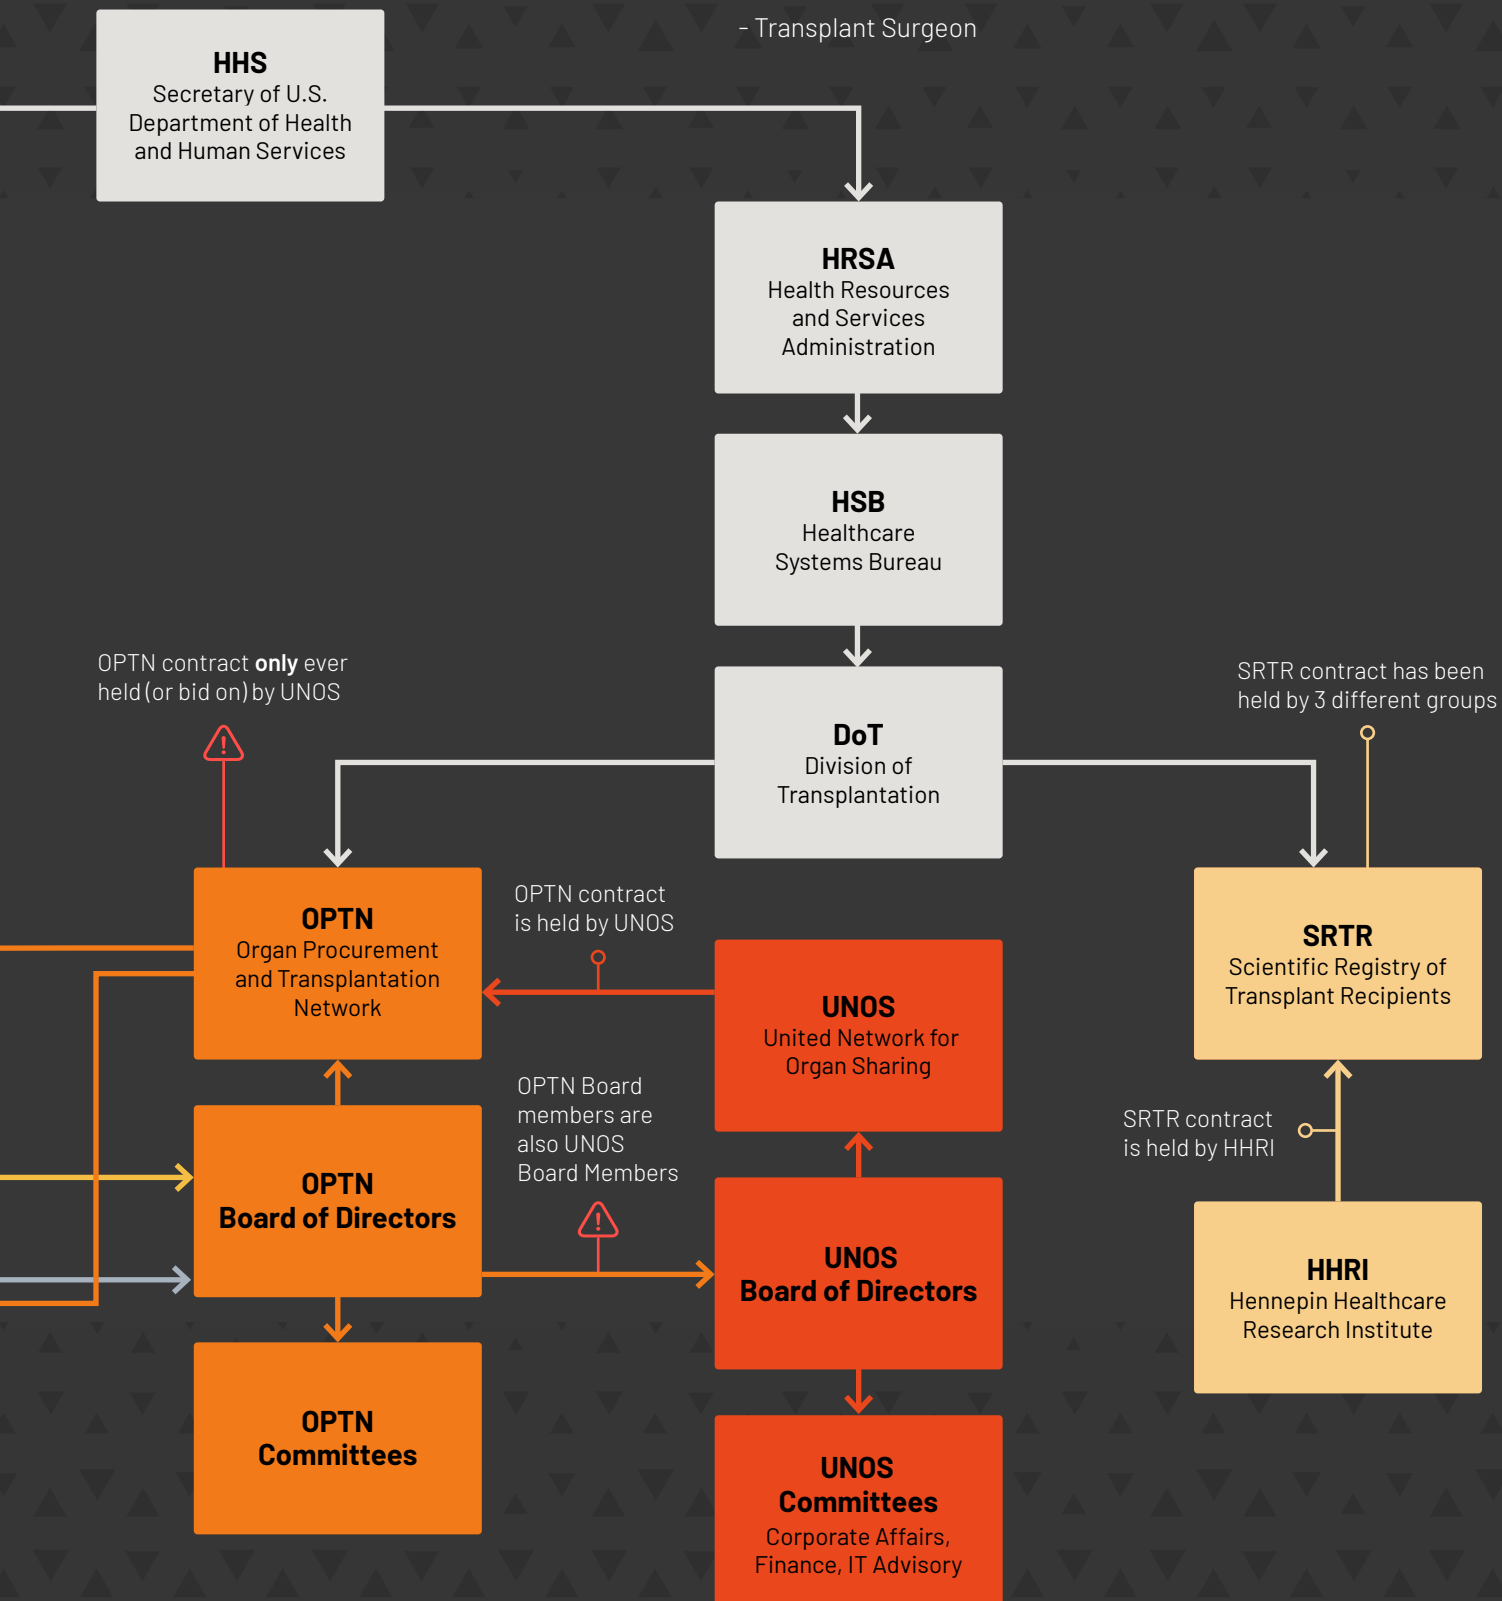 - Transplant Surgeon
HHS
Secretary of U.S.
Department of Health
and Human Services
HRSA
Health Resources
and Services
Administration
HSB
Healthcare
Systems Bureau
OPTN contract only ever
held (or bid on) by UNOS
SRTR contract has been
held by 3 different groups
DoT
Division of
Transplantation
OPTN
Organ Procurement
and Transplantation
Network
OPTN contract
is held by UNOS
UNOS
United Network for
Organ Sharing
SRTR
Scientific Registry of
Transplant Recipients
OPTN Board
members are
also UNOS
Board Members
SRTR contract
is held by HHRI
OPTN
Board of Directors
UNOS
Board of Directors
HHRI
Hennepin Healthcare
Research Institute
OPTN
Committees
UNOS
Committees
Corporate Affairs,
Finance, IT Advisory